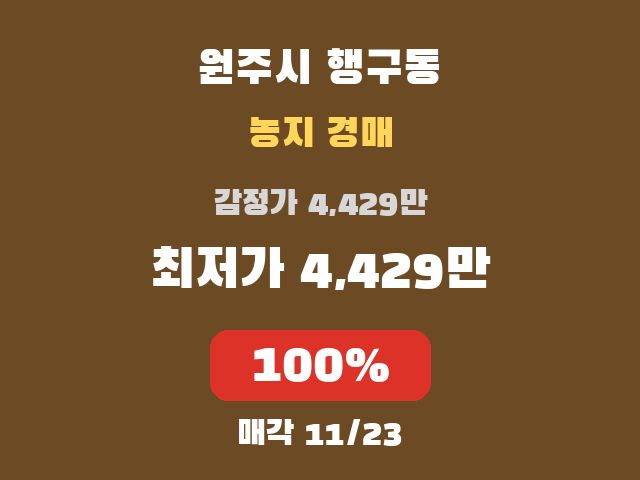 원주시 행구동
농지 경매
감정가 4,429만
최저가 4,429만
100%
매각 11/23